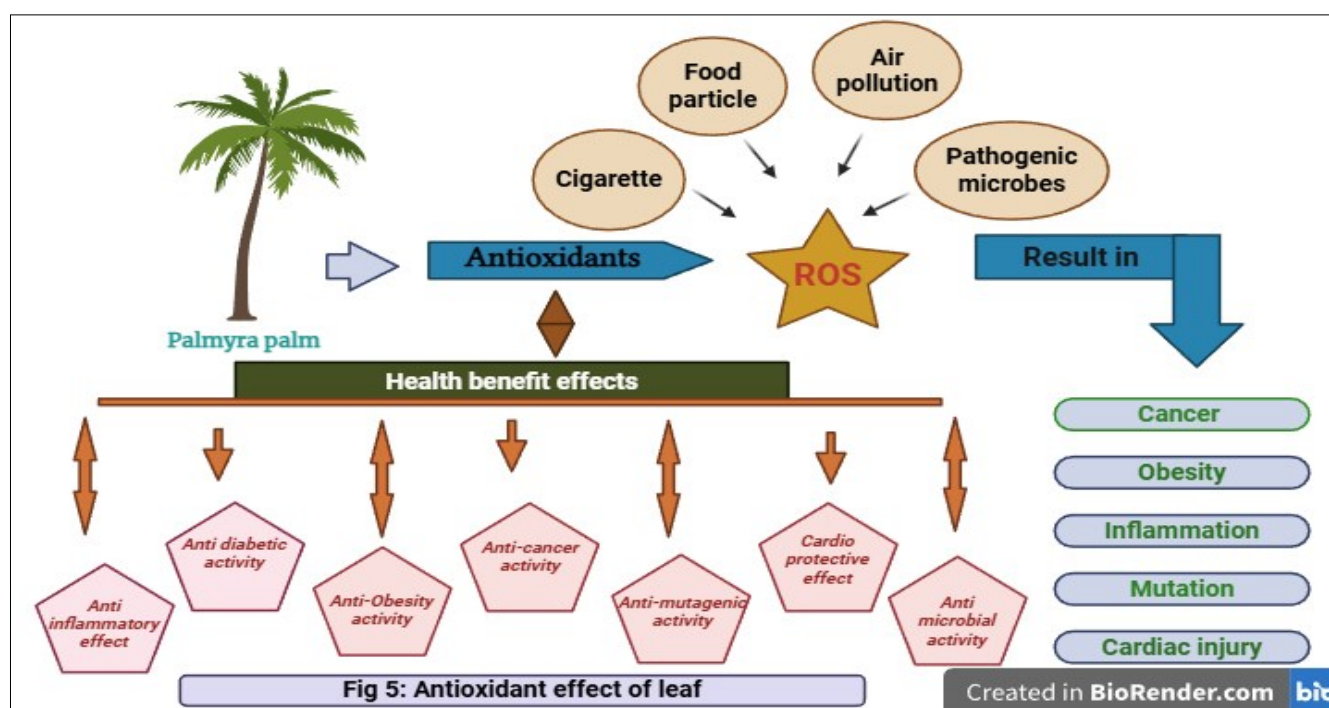 Food
particle
Air
pollution
Cigarette
Pathogenic
microbes
Antioxidants
ROS
Result in
Palmyra palm
Health benefit effects
Anti
inflammatory
effect
Anti diabetic
activity
Anti-Obesity
activity
Anti-cancer
activity
Anti-mutagenic
activity
Cardio
protective
effect
Anti
microbial
activity
Cancer
Obesity
Inflammation
Mutation
Cardiac injury
Fig 5: Antioxidant effect of leaf
Created in BioRender.com bio